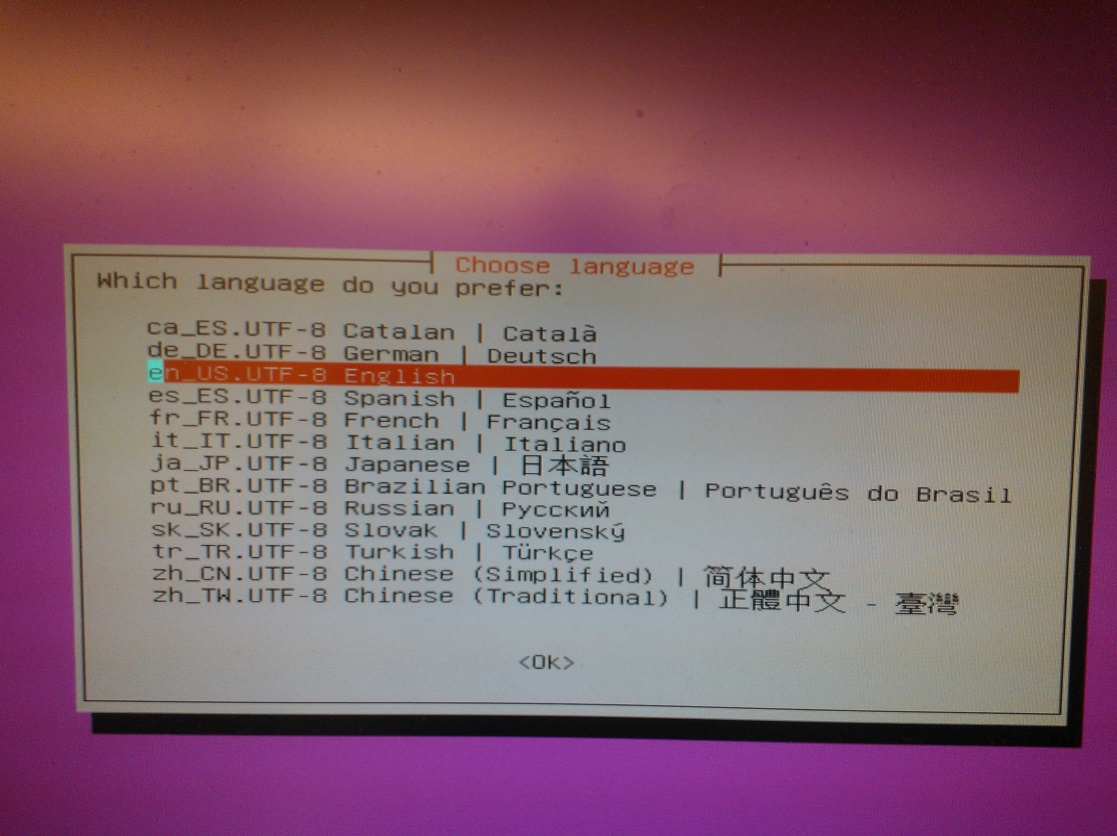 Choose language
Which language do you prefer:
ca_ES.UTF-8 Catalan | Català
de_DE.UTF-8 German | Deutsch
en_US.UTF-8 English
es_ES.UTF-8 Spanish | Español
fr_FR.UTF-8 French | Français
it_IT.UTF-8 Italian | Italiano
ja_JP.UTF-8 Japanese | 日本語
pt_BR.UTF-8 Brazilian Portuguese | Português do Brasil
ru_RU.UTF-8 Russian | Русский
sk_SK.UTF-8 Slovak | Slovenský
tr_TR.UTF-8 Turkish | Türkçe
zh_CN.UTF-8 Chinese (Simplified) | 简体中文
zh_TW.UTF-8 Chinese (Traditional) | 正體中文 - 臺灣
<Ok>